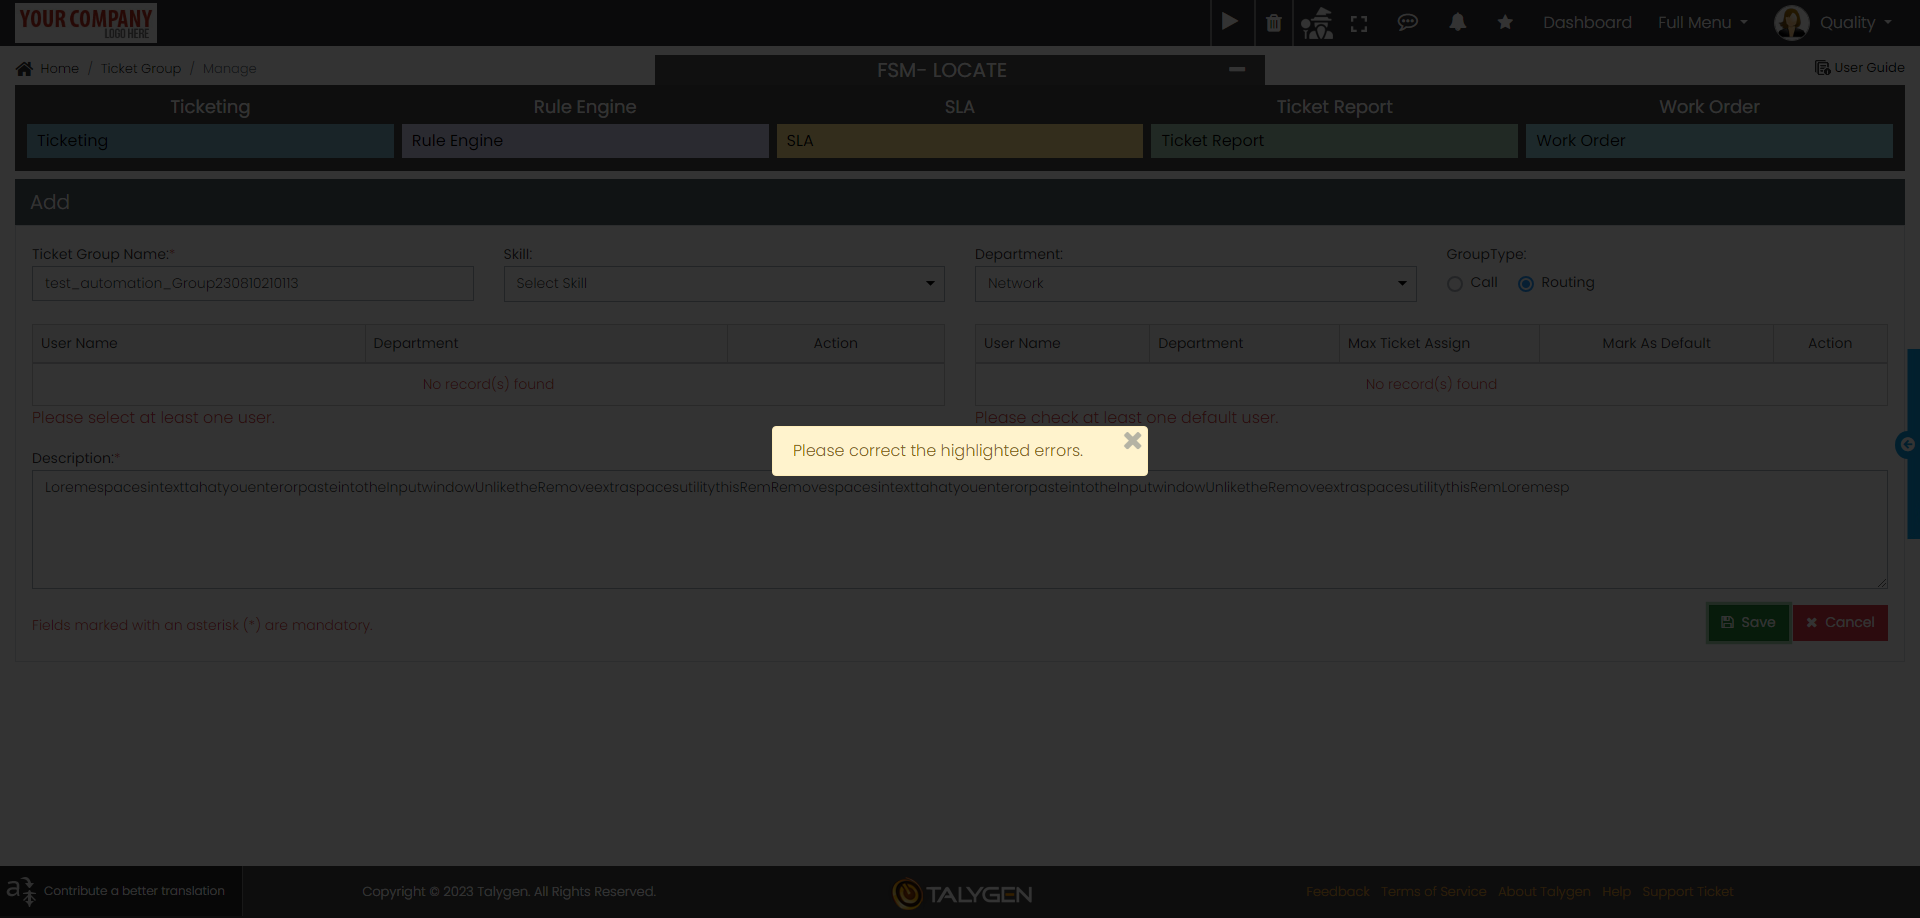 YOUR COMPANY
LOGO HERE
Dashboard
Full Menu
Quality
Home / Ticket Group / Manage
FSM- LOCATE
User Guide
Ticketing
Rule Engine
SLA
Ticket Report
Work Order
Ticketing
Rule Engine
SLA
Ticket Report
Work Order
Add
Ticket Group Name:*
Skill:
Department:
GroupType:
test_automation_Group230810210113
Select Skill
Network
Call
Routing
User Name
Department
Action
User Name
Department
Max Ticket Assign
Mark As Default
Action
No record(s) found
No record(s) found
Please select at least one user.
Please check at least one default user.
Please correct the highlighted errors.
Description:*
LoremespacesintexttahatyouenterorpasteintotheInputwindowUnliketheRemoveextraspacesutilitythisRemRemovespacesintexttahatyouenterorpasteintotheInputwindowUnliketheRemoveextraspacesutilitythisRemLoremesp
Fields marked with an asterisk (*) are mandatory.
Save
Cancel
Contribute a better translation
Copyright © 2023 Talygen. All Rights Reserved.
TALYGEN
Feedback
Terms of Service
About Talygen
Help
Support Ticket